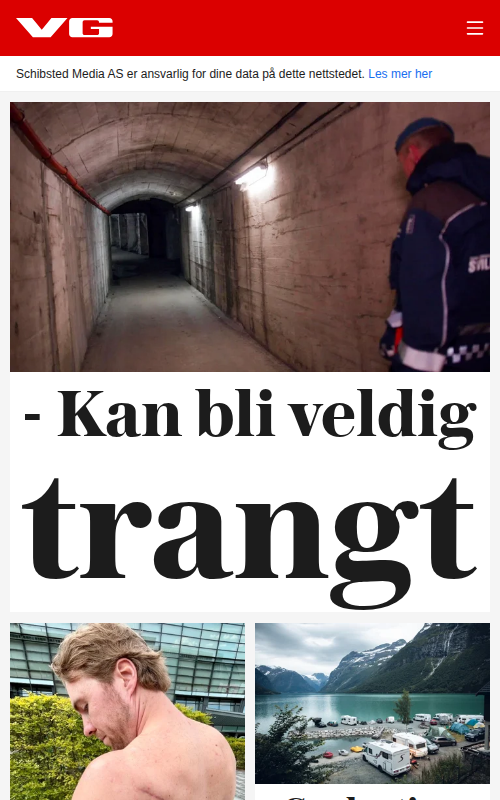 VG
Schibsted Media AS er ansvarlig for dine data på dette nettstedet. Les mer her
- Kan bli veldig
trangt